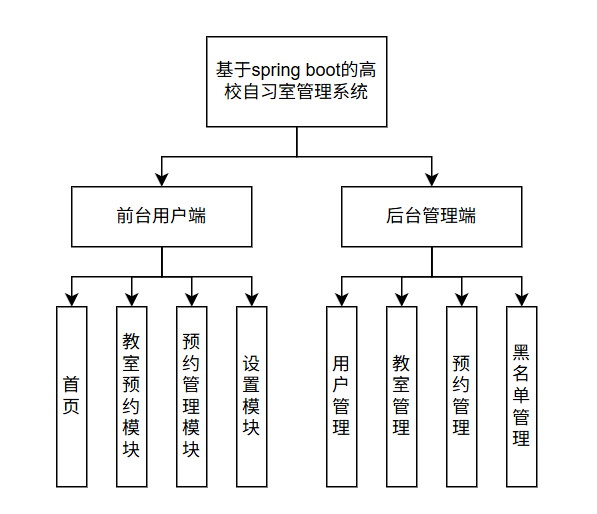 基于spring boot的高
校自习室管理系统
前台用户端
后台管理端
首页
教室预约模块
预约管理模块
设置模块
用户管理
教室管理
预约管理
黑名单管理